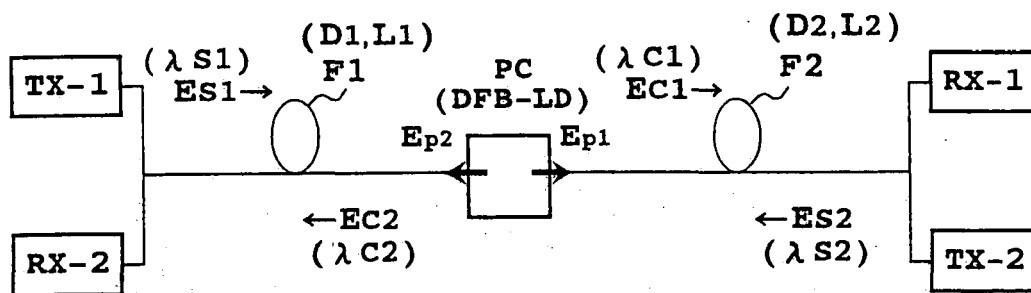 TX-1
(λS1)
ES1→
(D1,L1)
F1
PC
(DFB-LD)
Ep2
Ep1
(λC1)
EC1→
(D2,L2)
F2
RX-1
RX-2
←EC2
(λC2)
←ES2
(λS2)
TX-2